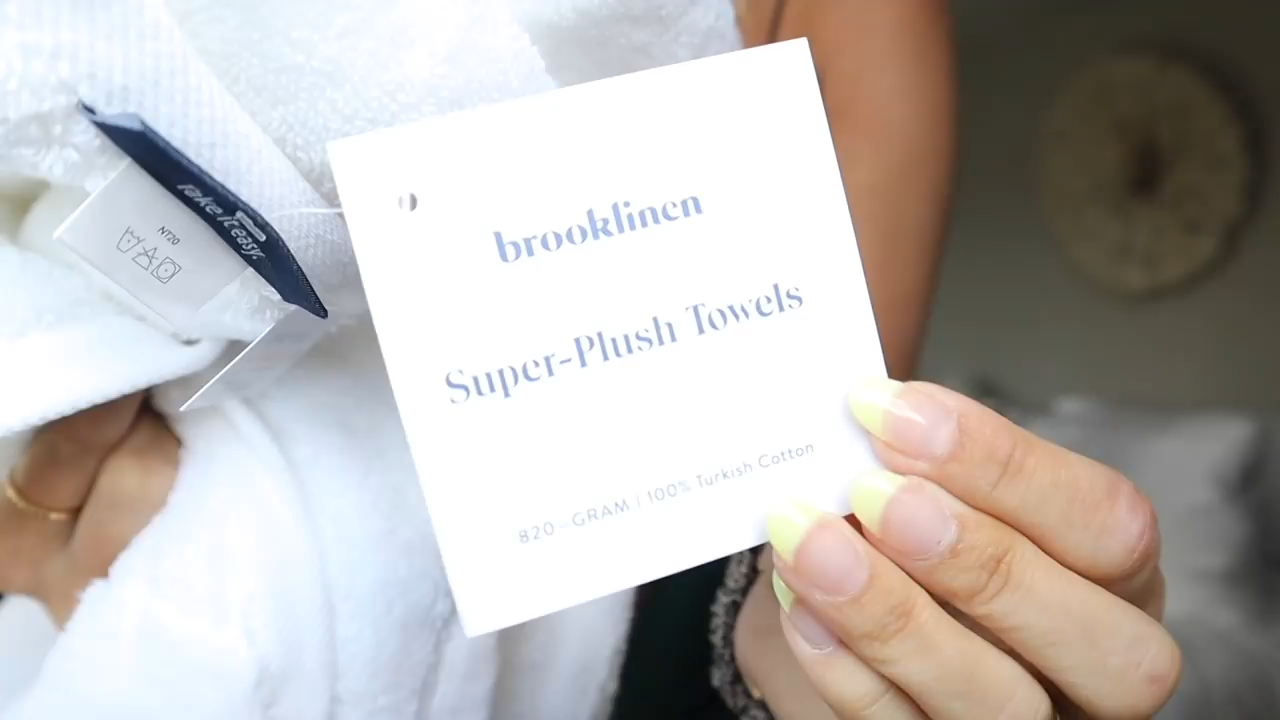 brooklinen
Super-Plush Towels
820-GRAM | 100% Turkish Cotton
take it easy.
NT20